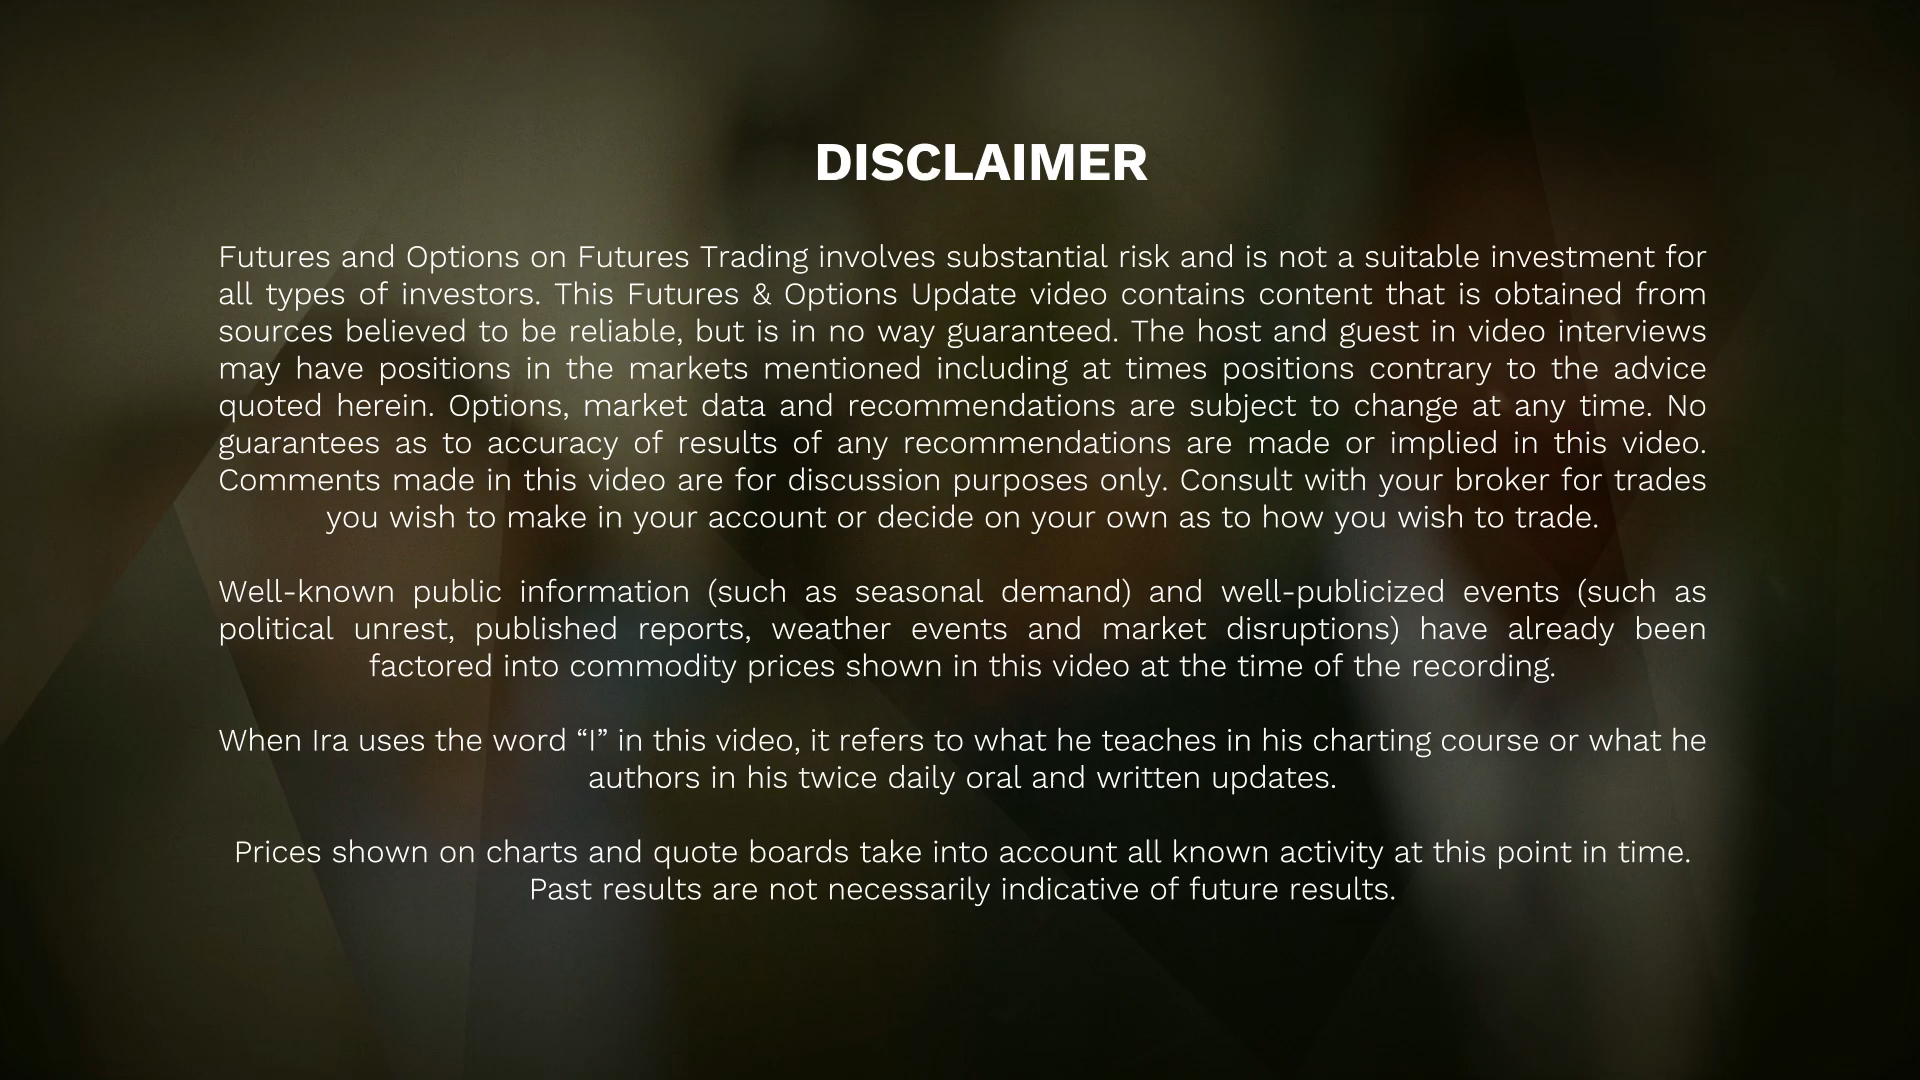 DISCLAIMER
Futures and Options on Futures Trading involves substantial risk and is not a suitable investment for
all types of investors. This Futures & Options Update video contains content that is obtained from
sources believed to be reliable, but is in no way guaranteed. The host and guest in video interviews
may have positions in the markets mentioned including at times positions contrary to the advice
quoted herein. Options, market data and recommendations are subject to change at any time. No
guarantees as to accuracy of results of any recommendations are made or implied in this video.
Comments made in this video are for discussion purposes only. Consult with your broker for trades
you wish to make in your account or decide on your own as to how you wish to trade.
Well-known public information (such as seasonal demand) and well-publicized events (such as
political unrest, published reports, weather events and market disruptions) have already been
factored into commodity prices shown in this video at the time of the recording.
When Ira uses the word “I” in this video, it refers to what he teaches in his charting course or what he
authors in his twice daily oral and written updates.
Prices shown on charts and quote boards take into account all known activity at this point in time.
Past results are not necessarily indicative of future results.